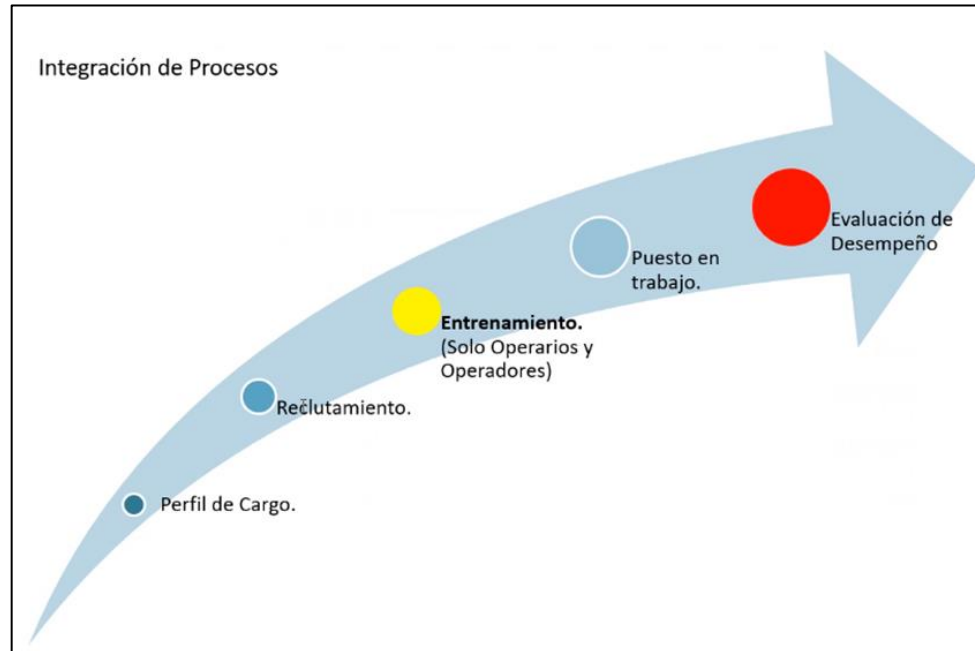 Integración de Procesos
Evaluación de
Desempeño
Puesto en
trabajo.
Entrenamiento.
(Solo Operarios y
Operadores)
Reclutamiento.
Perfil de Cargo.